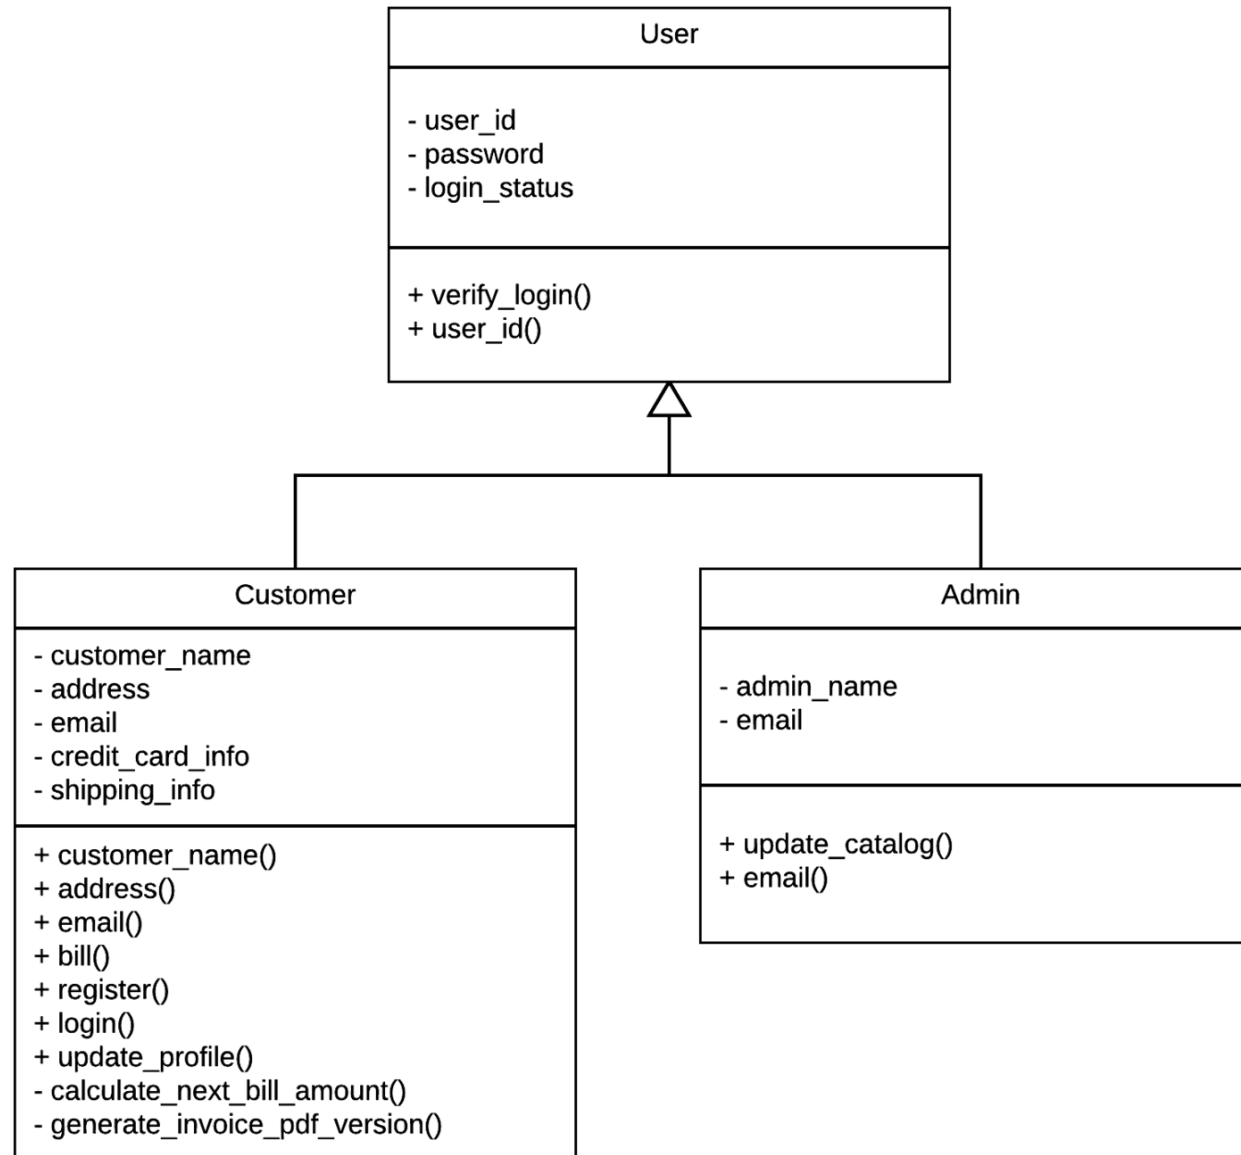 User
- user_id
- password
- login_status
+ verify_login()
+ user_id()
Customer
- customer_name
- address
- email
- credit_card_info
- shipping_info
+ customer_name()
+ address()
+ email()
+ bill()
+ register()
+ login()
+ update_profile()
- calculate_next_bill_amount()
- generate_invoice_pdf_version()
Admin
- admin_name
- email
+ update_catalog()
+ email()